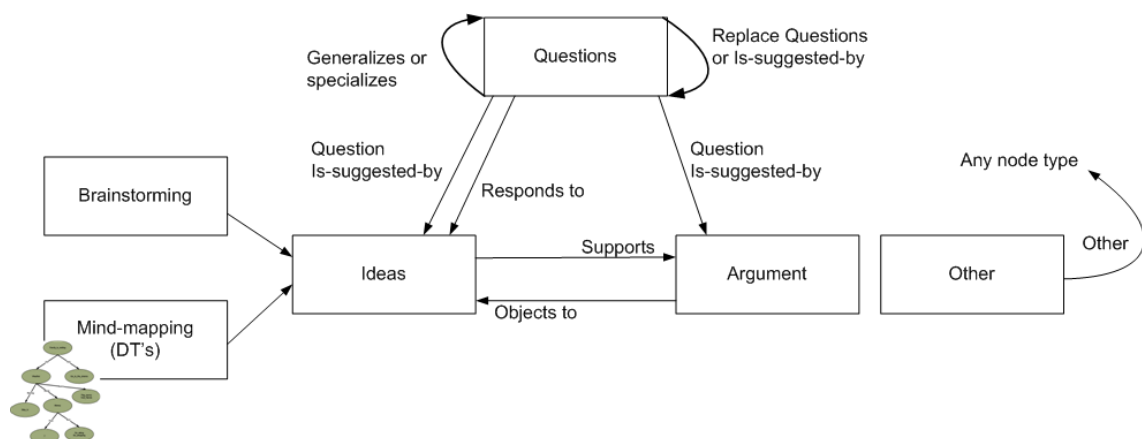 Questions
Generalizes or
specializes
Replace Questions
or Is-suggested-by
Question
Is-suggested-by
Responds to
Question
Is-suggested-by
Any node type
Brainstorming
Ideas
Supports
Objects to
Argument
Other
Other
Mind-mapping
(DT's)